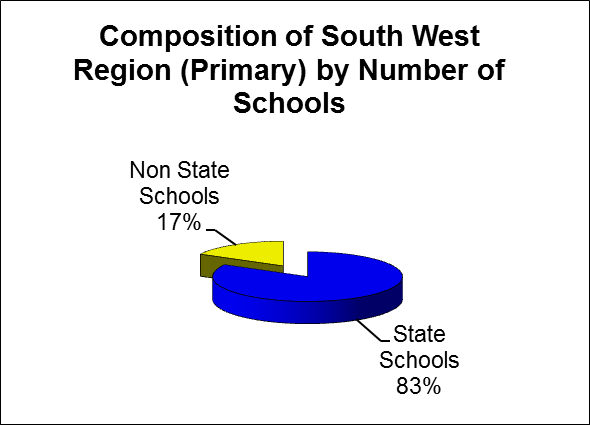 Composition of South West
Region (Primary) by Number of
Schools
Non State
Schools
17%
State
Schools
83%